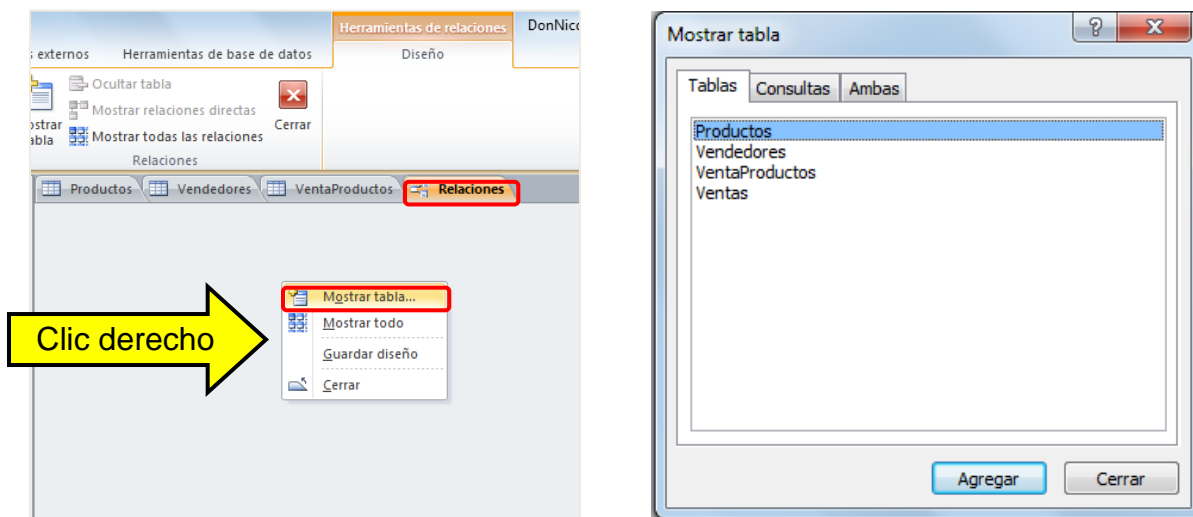 Herramientas de relaciones DonNico
externos Herramientas de base de datos Diseño
Ocultar tabla
Mostrar relaciones directas
ostrar
abla
Mostrar todas las relaciones
Cerrar
Relaciones
Productos Vendedores VentaProductos Relaciones
Mostrar tabla...
Mostrar todo
Guardar diseño
Cerrar
Clic derecho
Mostrar tabla
Tablas Consultas Ambas
Productos
Vendedores
VentaProductos
Ventas
Agregar Cerrar